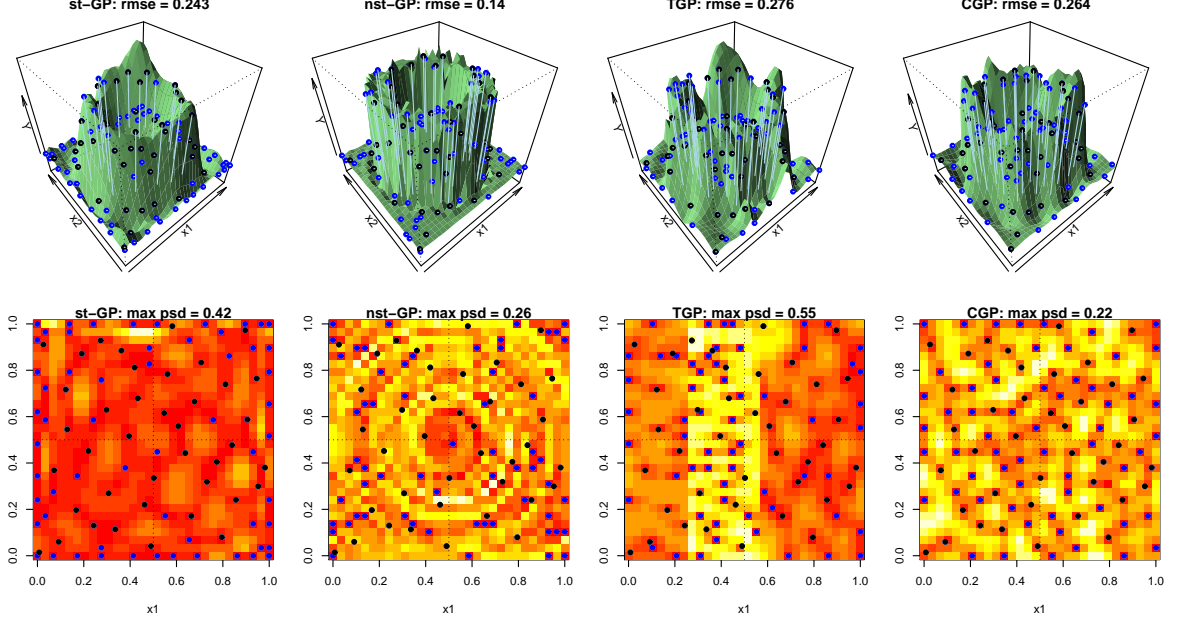 st−GP: rmse = 0.243 nst−GP: rmse = 0.14 TGP: rmse = 0.276 CGP: rmse = 0.264
Y Y Y Y
x2 x1 x2 x1 x2 x1 x2 x1
st−GP: max psd = 0.42 nst−GP: max psd = 0.26 TGP: max psd = 0.55 CGP: max psd = 0.22
1.0 1.0 1.0 1.0
0.8 0.8 0.8 0.8
0.6 0.6 0.6 0.6
0.4 0.4 0.4 0.4
0.2 0.2 0.2 0.2
0.0 0.0 0.0 0.0
0.0 0.2 0.4 0.6 0.8 1.0 0.0 0.2 0.4 0.6 0.8 1.0 0.0 0.2 0.4 0.6 0.8 1.0 0.0 0.2 0.4 0.6 0.8 1.0
x1 x1 x1 x1